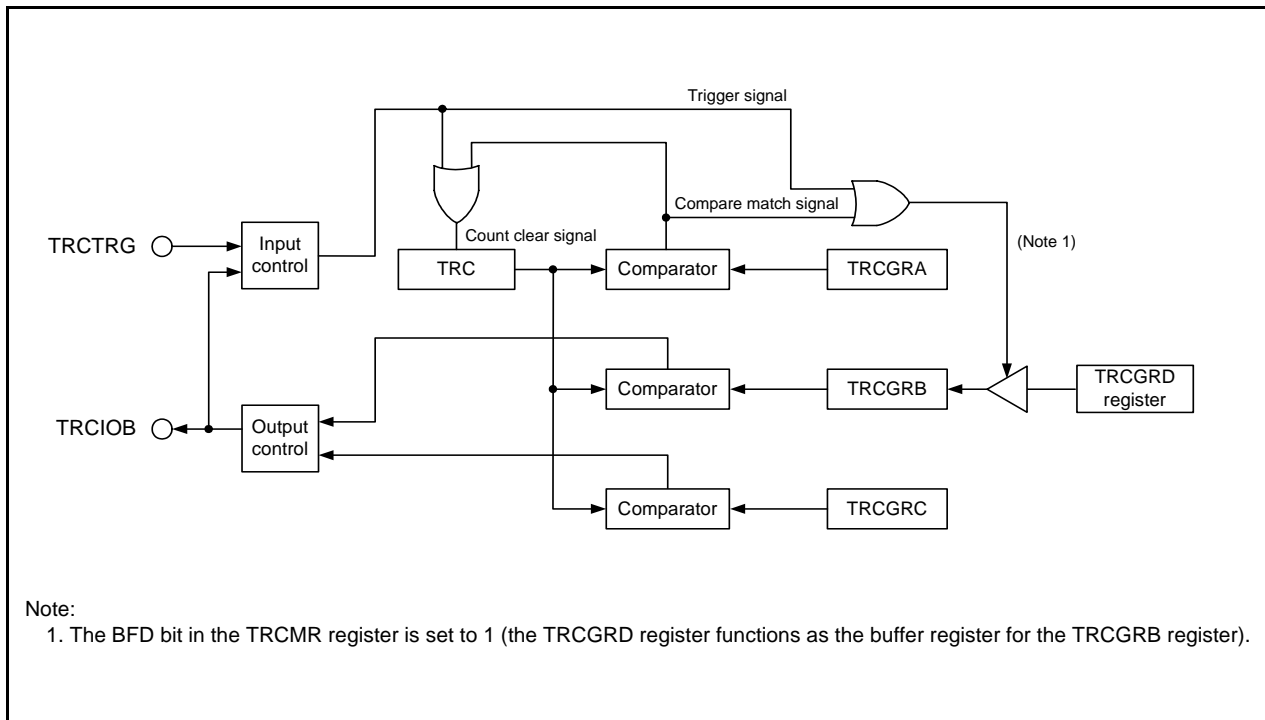 Trigger signal
Compare match signal
TRCTRG
Input
control
Count clear signal
(Note 1)
TRC
Comparator
TRCGRA
Comparator
TRCGRB
TRCGRD
register
TRCIOB
Output
control
Comparator
TRCGRC
Note:
1. The BFD bit in the TRCMR register is set to 1 (the TRCGRD register functions as the buffer register for the TRCGRB register).